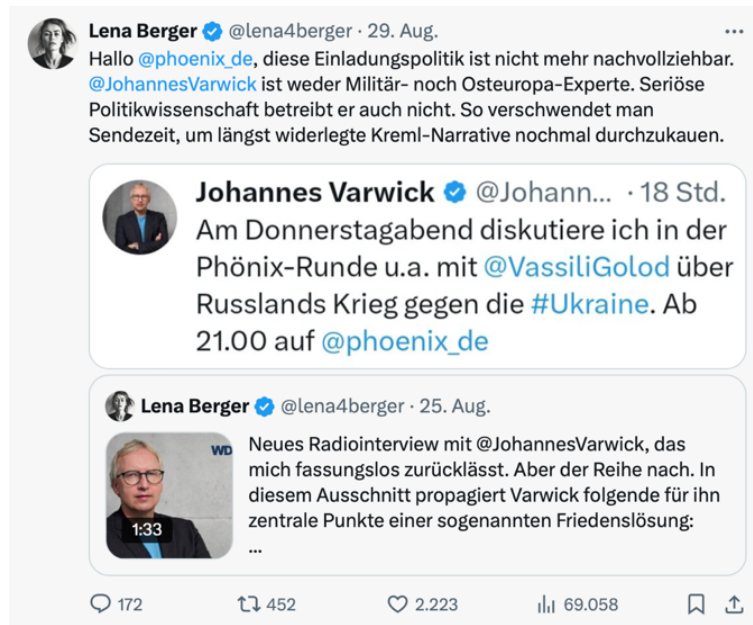 Lena Berger @lena4berger · 29. Aug.
Hallo @phoenix_de, diese Einladungspolitik ist nicht mehr nachvollziehbar.
@JohannesVarwick ist weder Militär- noch Osteuropa-Experte. Seriöse
Politikwissenschaft betreibt er auch nicht. So verschwendet man
Sendezeit, um längst widerlegte Kreml-Narrative nochmal durchzukauen.
Johannes Varwick @Johann... · 18 Std.
Am Donnerstagabend diskutiere ich in der
Phönix-Runde u.a. mit @VassiliGolod über
Russlands Krieg gegen die #Ukraine. Ab
21.00 auf @phoenix_de
Lena Berger @lena4berger · 25. Aug.
WD
1:33
Neues Radiointerview mit @JohannesVarwick, das
mich fassungslos zurücklässt. Aber der Reihe nach. In
diesem Ausschnitt propagiert Varwick folgende für ihn
zentrale Punkte einer sogenannten Friedenslösung:
...
172 452 2.223 69.058